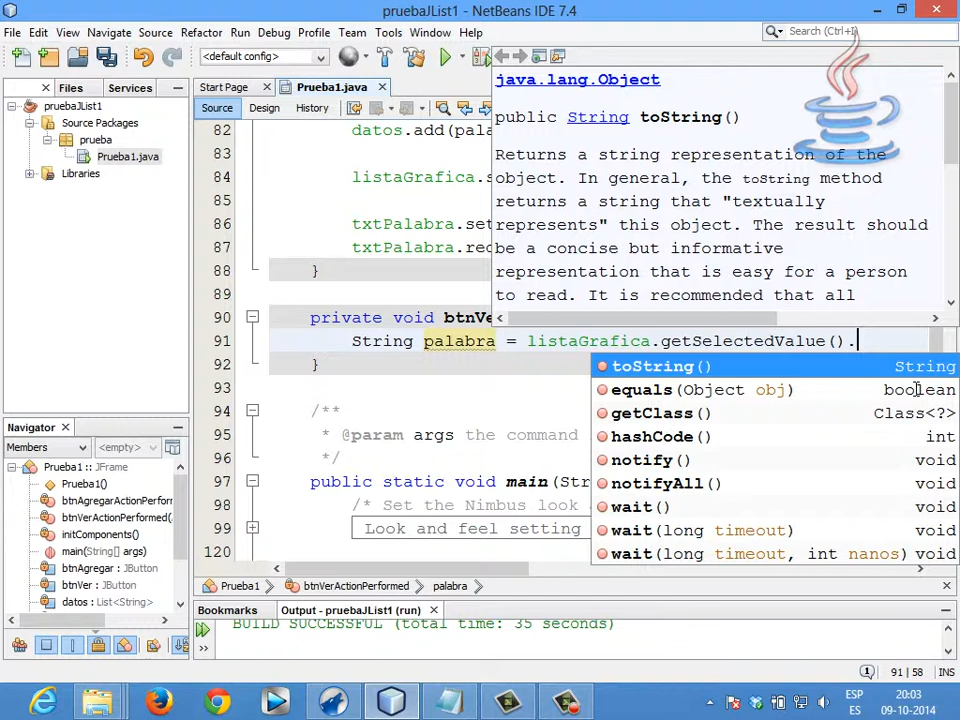 pruebaJList1 - NetBeans IDE 7.4
File Edit View Navigate Source Refactor Run Debug Profile Team Tools Window Help
Search (Ctrl+I)
<default config>
Files Services
Start Page Prueba1.java
Source Design History
pruebaJList1
Source Packages
prueba
Prueba1.java
Libraries
82 datos.add(pala
83
84 listaGrafica.s
85
86 txtPalabra.set
87 txtPalabra.req
88 }
89
90 private void btnVer
91 String palabra = listaGrafica.getSelectedValue().
92 }
93
94 /**
95 * @param args the command
96 */
97 public static void main(Str
98 /* Set the Nimbus look
99 Look and feel setting
120
java.lang.Object
public String toString()
Returns a string representation of the
object. In general, the toString method
returns a string that "textually
represents" this object. The result should
be a concise but informative
representation that is easy for a person
to read. It is recommended that all
toString() String
equals(Object obj) boolean
getClass() Class<?>
hashCode() int
notify() void
notifyAll() void
wait() void
wait(long timeout) void
wait(long timeout, int nanos) void
Navigator
Members <empty>
Prueba1 :: JFrame
Prueba1()
btnAgregarActionPerfor
btnVerActionPerformed(
initComponents()
main(String[] args)
btnAgregar : JButton
btnVer : JButton
datos : List<String>
Prueba1 btnVerActionPerformed palabra
Bookmarks Output - pruebaJList1 (run)
BUILD SUCCESSFUL (total time: 35 seconds)
1 91 | 58 INS
ESP
ES
20:03
09-10-2014